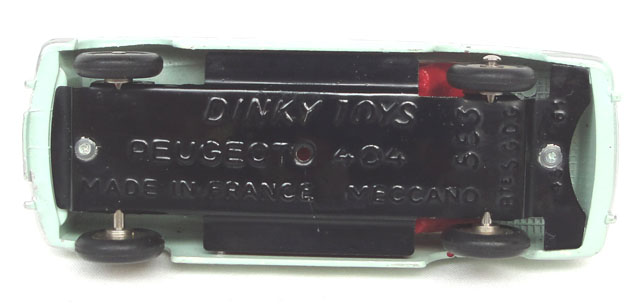 DINKY TOYS
PEUGEOT 404
MADE IN FRANCE MECCANO
553